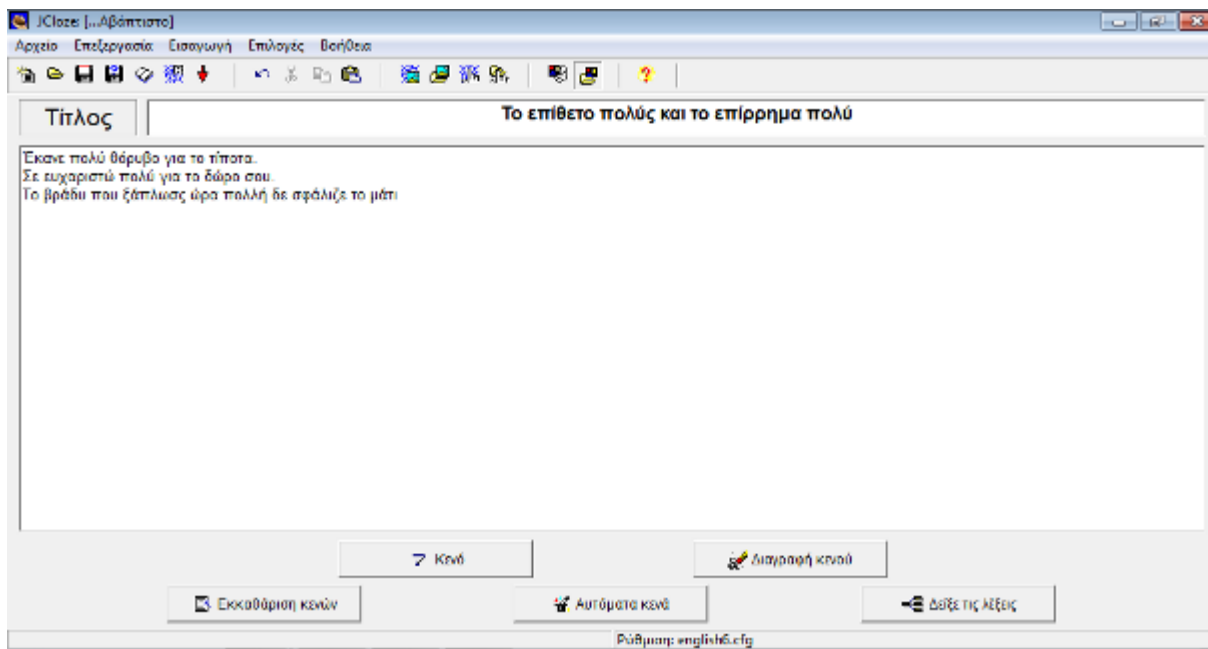 JCloze: [...Αβάπτιστο]
Αρχείο Επεξεργασία Εισαγωγή Επιλογές Βοήθεια
Τίτλος Το επίθετο πολύς και το επίρρημα πολύ
Έκανε πολύ θόρυβο για το τίποτα.
Σε ευχαριστώ πολύ για το δώρο σου.
Το βράδυ που ξάπλωσς ώρα πολλή δε σφάλιζε το μάτι
Κενό Διαγραφή κενού
Εκκαθάριση κενών Αυτόματα κενά Δείξε τις λέξεις
Ρύθμιση: english6.cfg